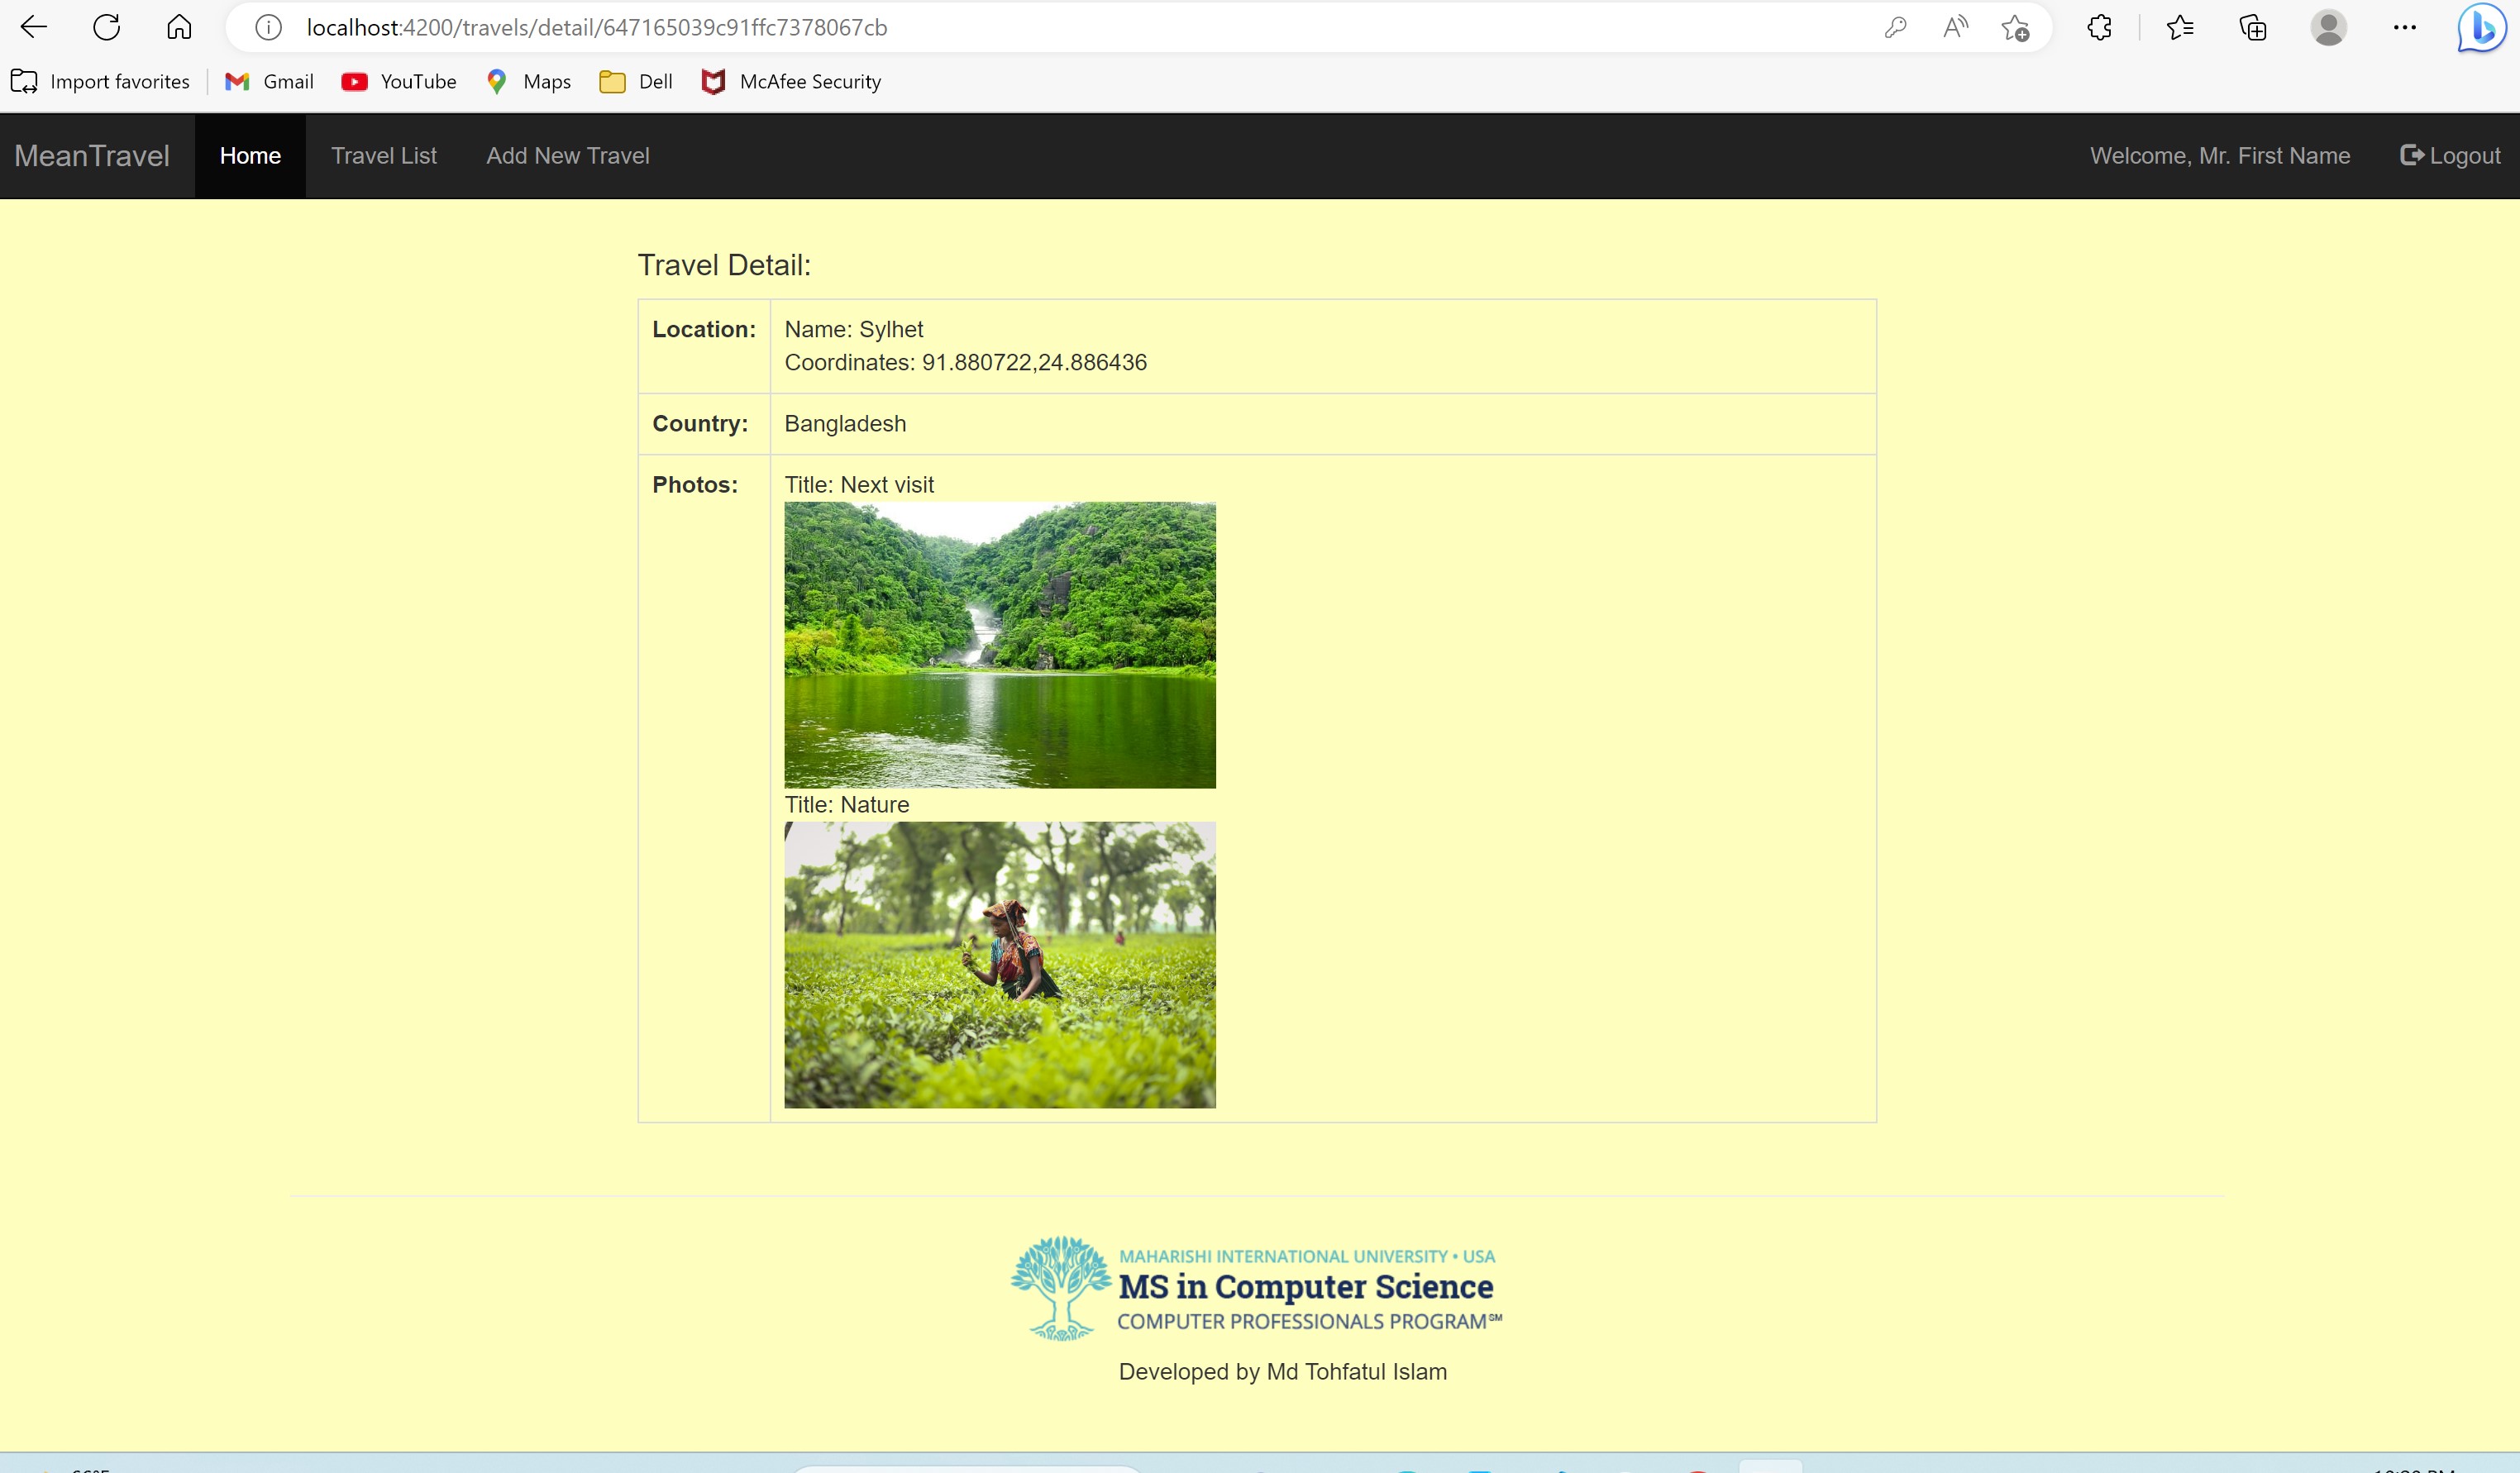 localhost:4200/travels/detail/647165039c91ffc7378067cb
Import favorites Gmail YouTube Maps Dell McAfee Security
MeanTravel Home Travel List Add New Travel Welcome, Mr. First Name Logout
Travel Detail:
Location: Name: Sylhet
Coordinates: 91.880722,24.886436
Country: Bangladesh
Photos: Title: Next visit
Title: Nature
MAHARISHI INTERNATIONAL UNIVERSITY • USA
MS in Computer Science
COMPUTER PROFESSIONALS PROGRAM℠
Developed by Md Tohfatul Islam